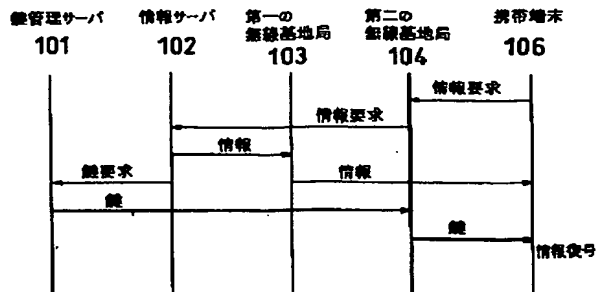 鍵管理サーバ
101
情報サーバ
102
第一の
無線基地局
103
第二の
無線基地局
104
携帯端末
106
情報要求
情報要求
情報
鍵要求
情報
鍵
鍵
情報復号